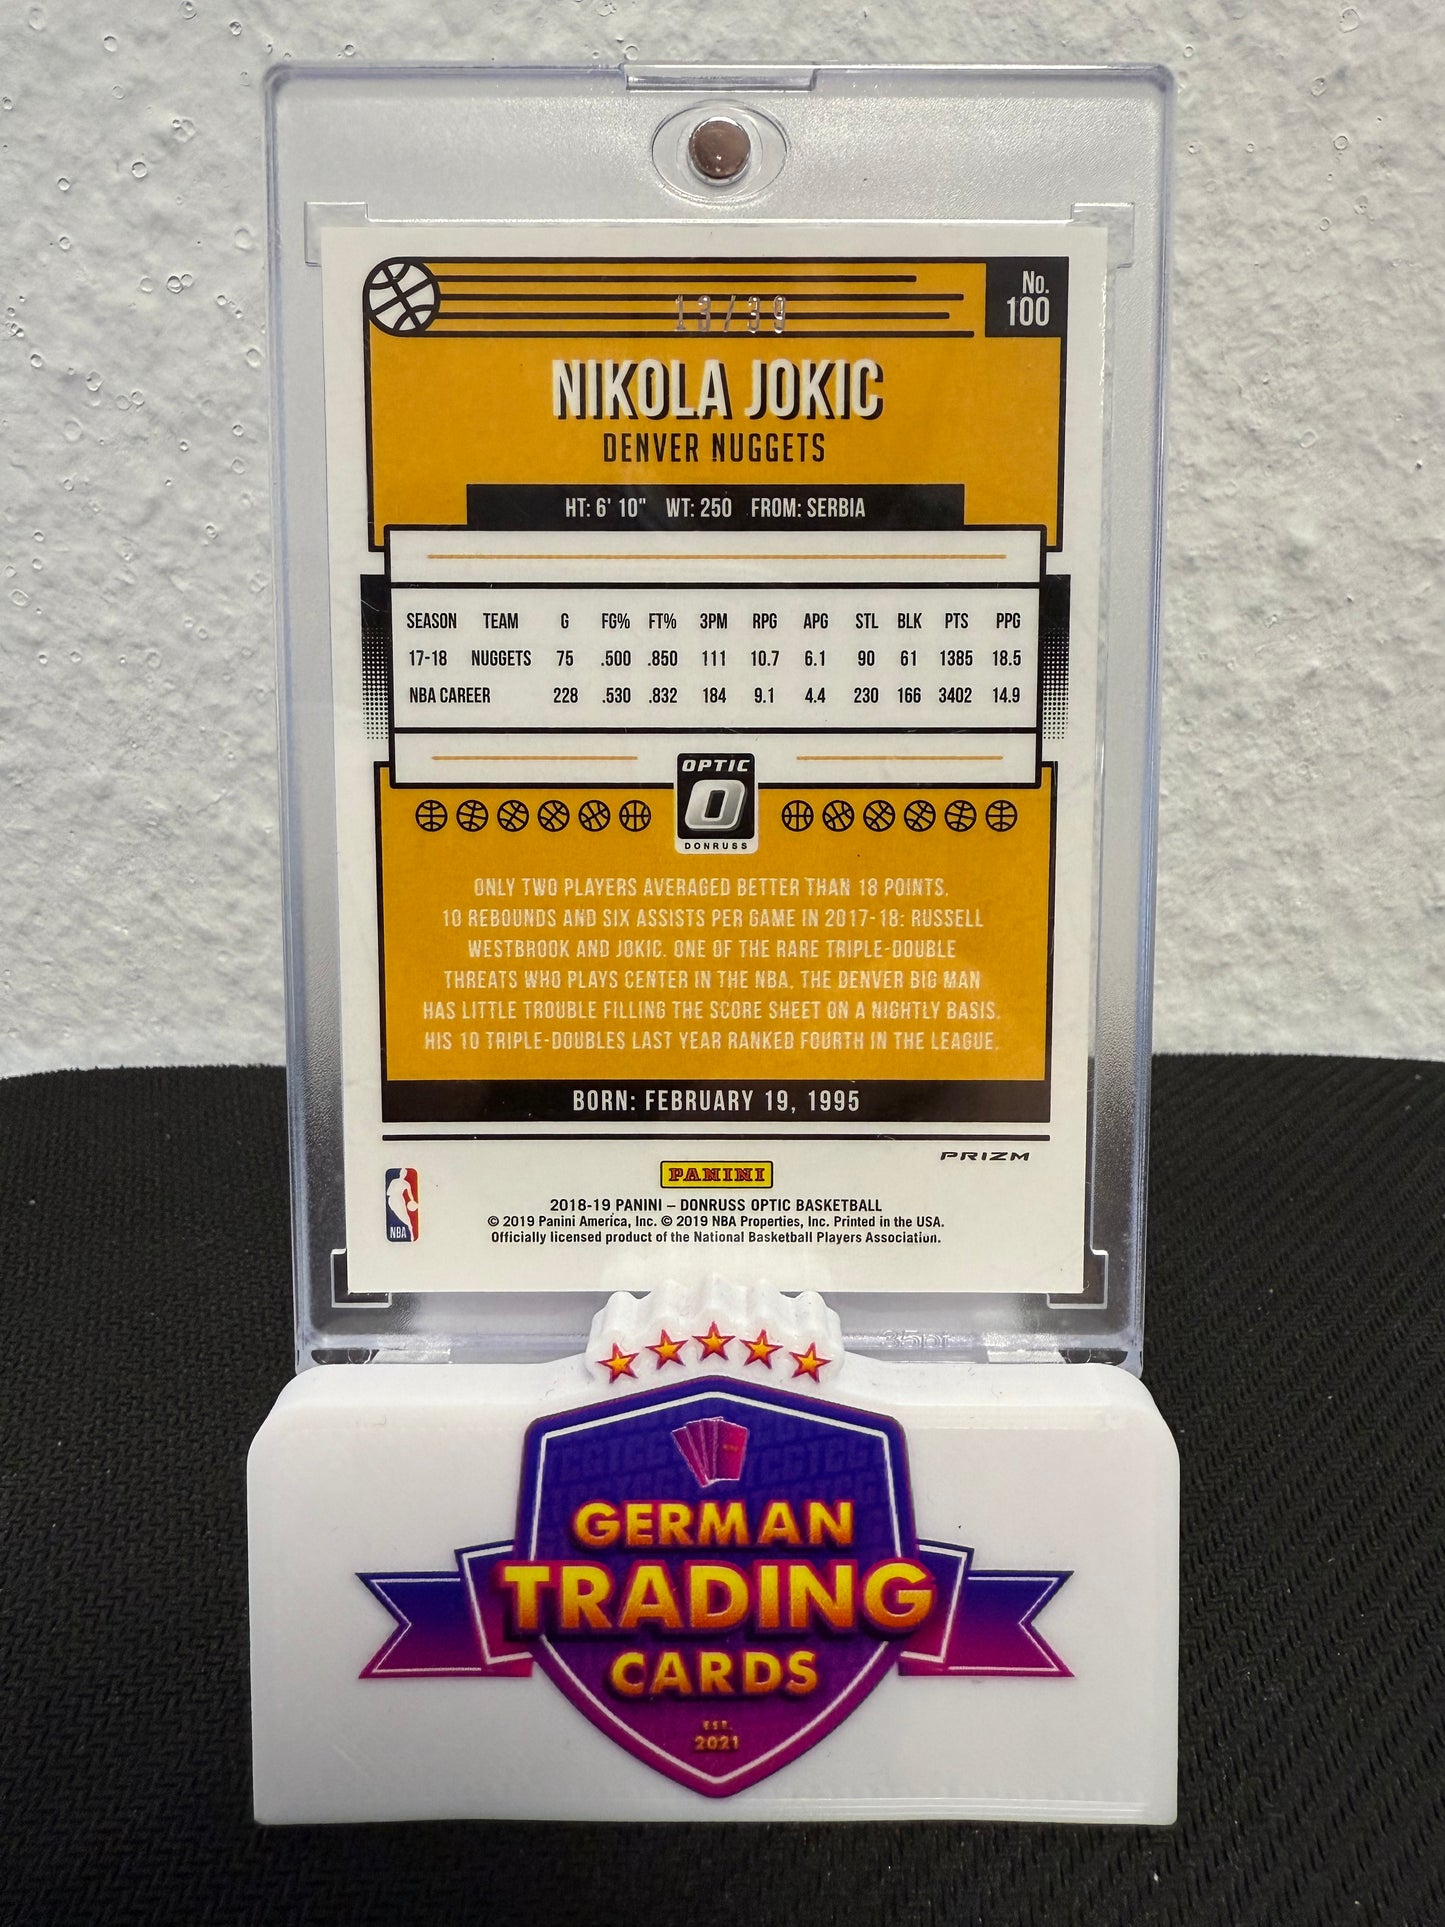 No.
100
13/39
NIKOLA JOKIC
DENVER NUGGETS
HT: 6' 10" WT: 250 FROM: SERBIA
SEASON TEAM G FG% FT% 3PM RPG APG STL BLK PTS PPG
17-18 NUGGETS 75 .500 .850 111 10.7 6.1 90 61 1385 18.5
NBA CAREER 228 .530 .832 184 9.1 4.4 230 166 3402 14.9
OPTIC
DONRUSS
ONLY TWO PLAYERS AVERAGED BETTER THAN 18 POINTS,
10 REBOUNDS AND SIX ASSISTS PER GAME IN 2017-18: RUSSELL
WESTBROOK AND JOKIC. ONE OF THE RARE TRIPLE-DOUBLE
THREATS WHO PLAYS CENTER IN THE NBA, THE DENVER BIG MAN
HAS LITTLE TROUBLE FILLING THE SCORE SHEET ON A NIGHTLY BASIS.
HIS 10 TRIPLE-DOUBLES LAST YEAR RANKED FOURTH IN THE LEAGUE.
BORN: FEBRUARY 19, 1995
PRIZM
PANINI
NBA
2018-19 PANINI – DONRUSS OPTIC BASKETBALL
© 2019 Panini America, Inc. © 2019 NBA Properties, Inc. Printed in the USA.
Officially licensed product of the National Basketball Players Association.
35pt
GERMAN
TRADING
CARDS
EST.
2021